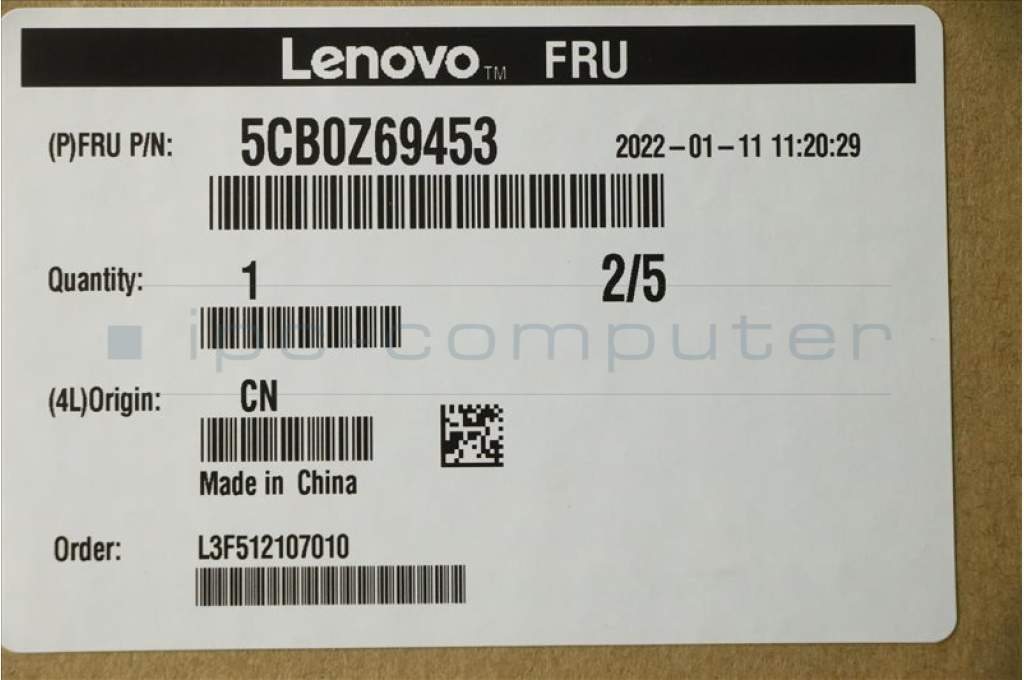 Lenovo™ FRU
(P)FRU P/N: 5CB0Z69453 2022-01-11 11:20:29
Quantity: 1 2/5
ipc-computer
(4L)Origin: CN
Made in China
Order: L3F512107010